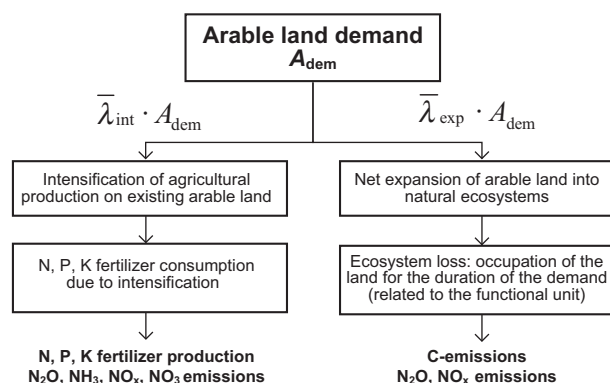 Arable land demand
A_dem
λ̅_int · A_dem
λ̅_exp · A_dem
Intensification of agricultural
production on existing arable land
Net expansion of arable land into
natural ecosystems
N, P, K fertilizer consumption
due to intensification
Ecosystem loss: occupation of the
land for the duration of the demand
(related to the functional unit)
N, P, K fertilizer production
N₂O, NH₃, NOₓ, NO₃ emissions
C-emissions
N₂O, NOₓ emissions